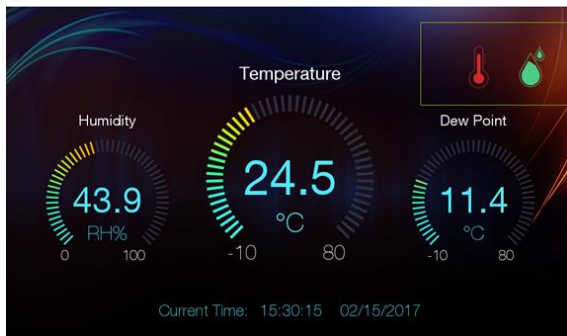 Temperature
Humidity
Dew Point
43.9
RH%
0 100
24.5
°C
-10 80
11.4
°C
-10 80
Current Time: 15:30:15 02/15/2017